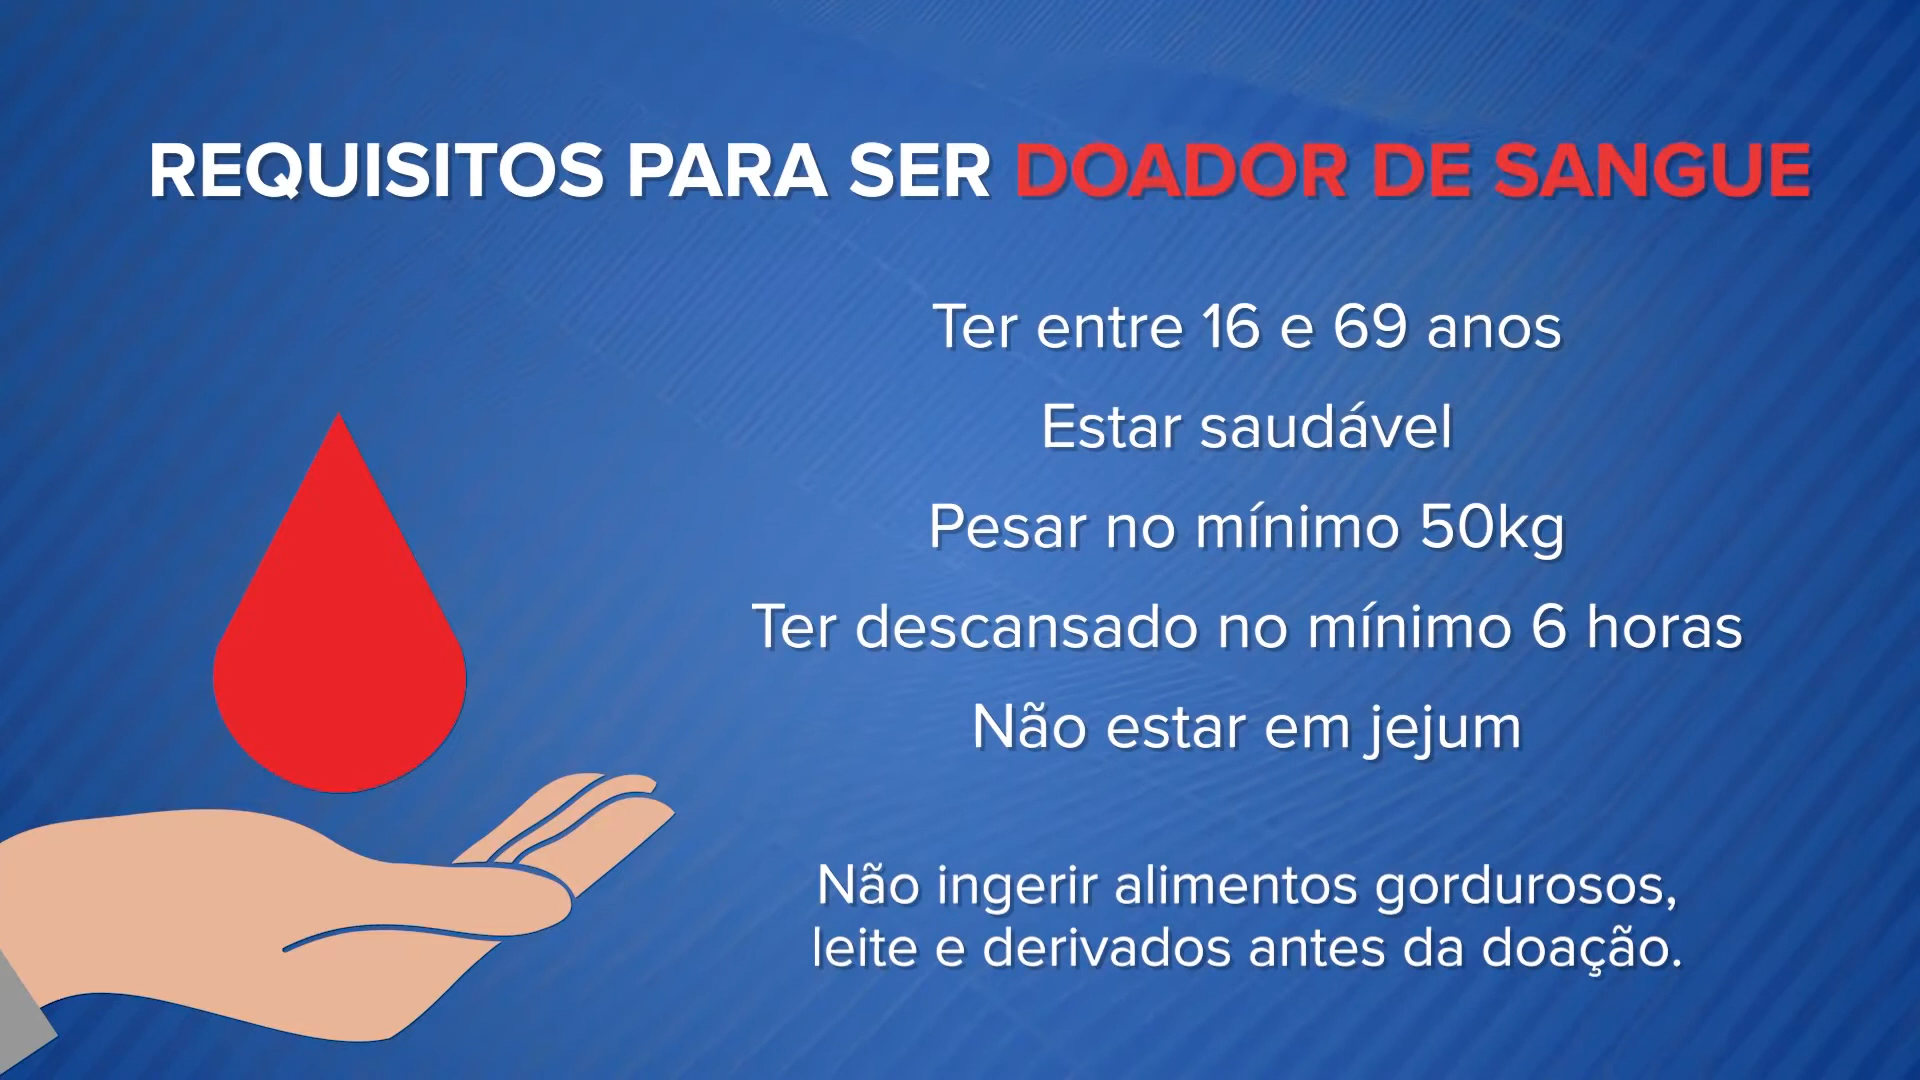 REQUISITOS PARA SER DOADOR DE SANGUE
Ter entre 16 e 69 anos
Estar saudável
Pesar no mínimo 50kg
Ter descansado no mínimo 6 horas
Não estar em jejum
Não ingerir alimentos gordurosos,
leite e derivados antes da doação.